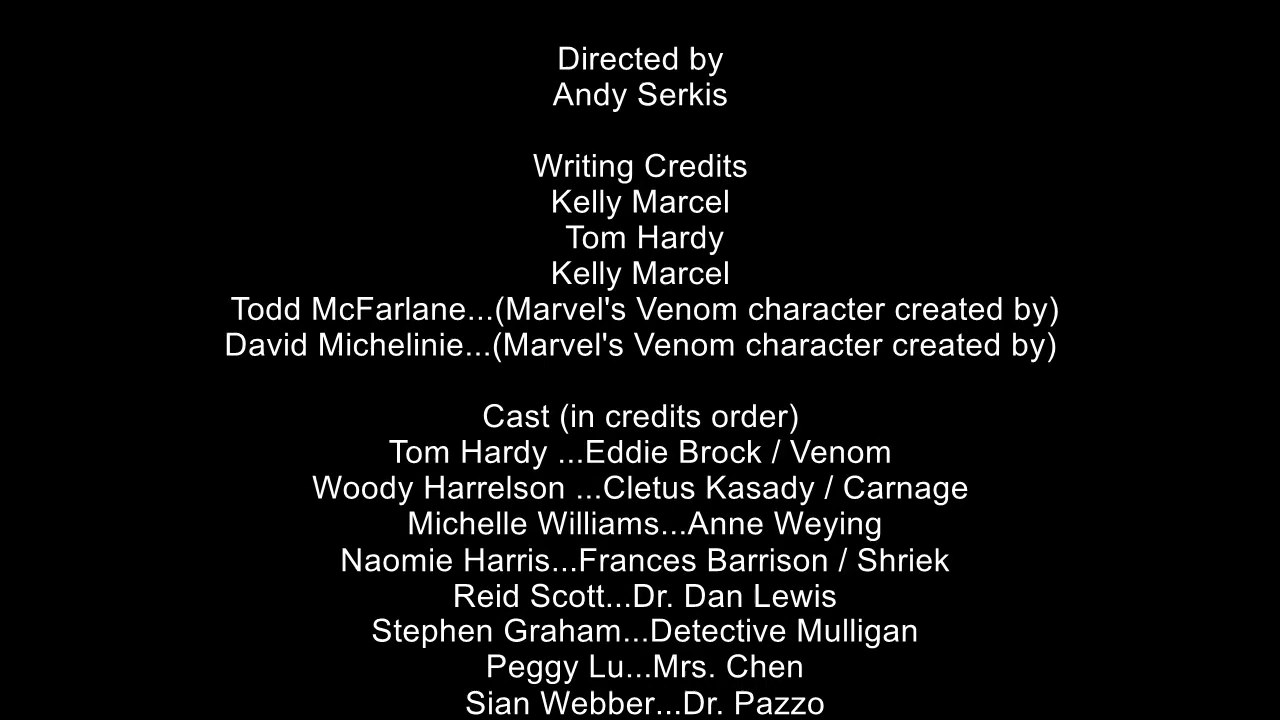 Directed by
Andy Serkis
Writing Credits
Kelly Marcel
Tom Hardy
Kelly Marcel
Todd McFarlane...(Marvel's Venom character created by)
David Michelinie...(Marvel's Venom character created by)
Cast (in credits order)
Tom Hardy ...Eddie Brock / Venom
Woody Harrelson ...Cletus Kasady / Carnage
Michelle Williams...Anne Weying
Naomie Harris...Frances Barrison / Shriek
Reid Scott...Dr. Dan Lewis
Stephen Graham...Detective Mulligan
Peggy Lu...Mrs. Chen
Sian Webber...Dr. Pazzo